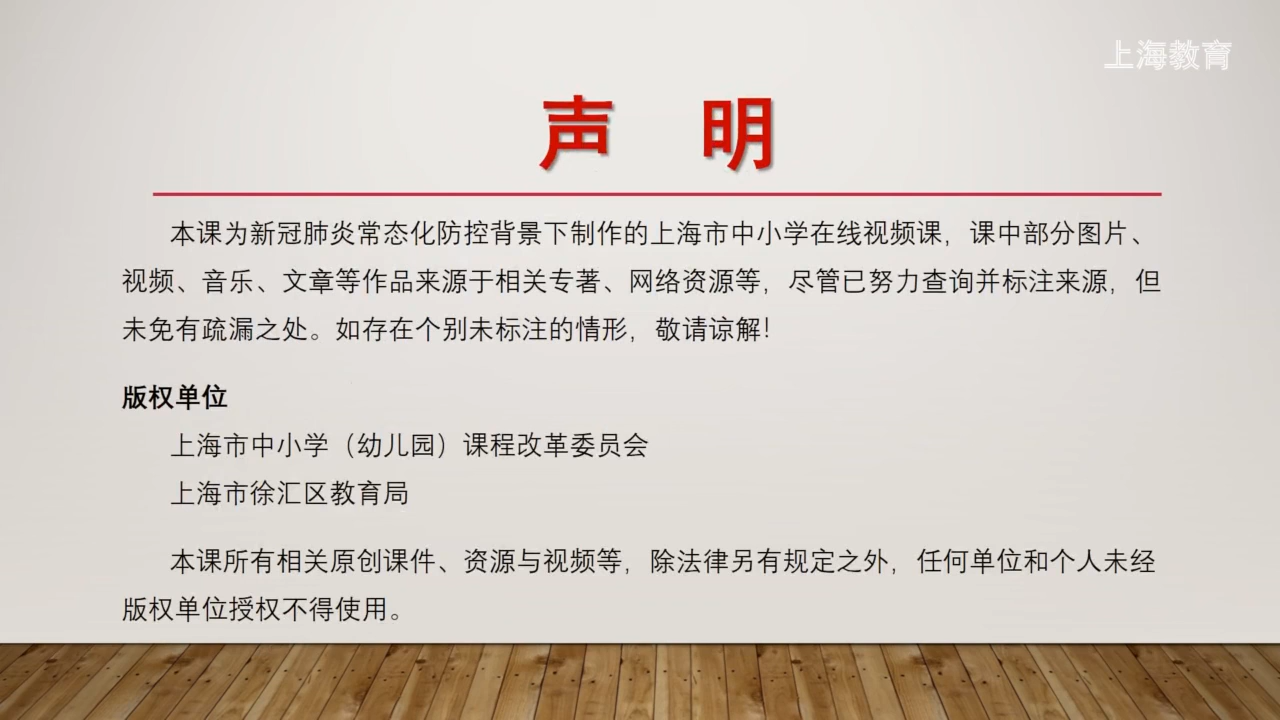 上海教育
声 明
本课为新冠肺炎常态化防控背景下制作的上海市中小学在线视频课，课中部分图片、
视频、音乐、文章等作品来源于相关专著、网络资源等，尽管已努力查询并标注来源，但
未免有疏漏之处。如存在个别未标注的情形，敬请谅解！
版权单位
上海市中小学（幼儿园）课程改革委员会
上海市徐汇区教育局
本课所有相关原创课件、资源与视频等，除法律另有规定之外，任何单位和个人未经
版权单位授权不得使用。